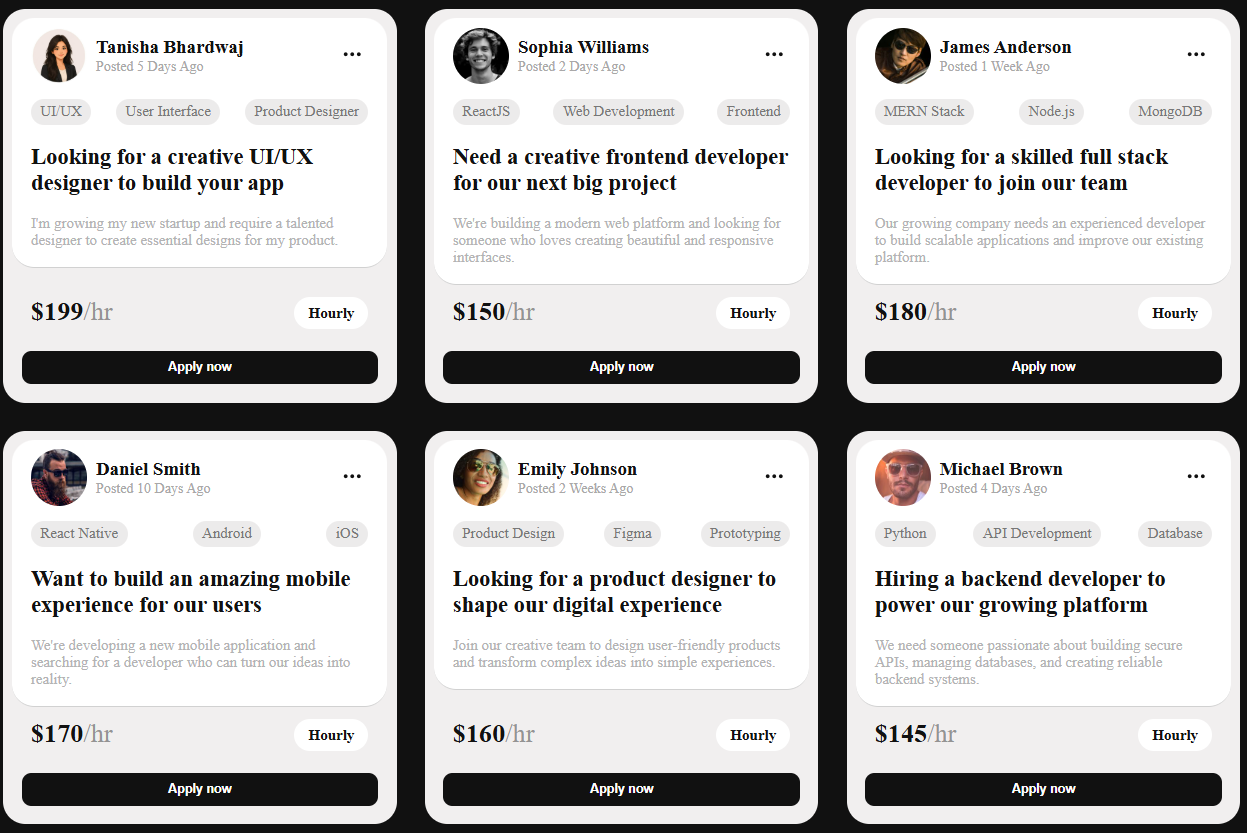 Tanisha Bhardwaj
Posted 5 Days Ago
UI/UX User Interface Product Designer
Looking for a creative UI/UX
designer to build your app
I'm growing my new startup and require a talented
designer to create essential designs for my product.
$199/hr Hourly
Apply now
Sophia Williams
Posted 2 Days Ago
ReactJS Web Development Frontend
Need a creative frontend developer
for our next big project
We're building a modern web platform and looking for
someone who loves creating beautiful and responsive
interfaces.
$150/hr Hourly
Apply now
James Anderson
Posted 1 Week Ago
MERN Stack Node.js MongoDB
Looking for a skilled full stack
developer to join our team
Our growing company needs an experienced developer
to build scalable applications and improve our existing
platform.
$180/hr Hourly
Apply now
Daniel Smith
Posted 10 Days Ago
React Native Android iOS
Want to build an amazing mobile
experience for our users
We're developing a new mobile application and
searching for a developer who can turn our ideas into
reality.
$170/hr Hourly
Apply now
Emily Johnson
Posted 2 Weeks Ago
Product Design Figma Prototyping
Looking for a product designer to
shape our digital experience
Join our creative team to design user-friendly products
and transform complex ideas into simple experiences.
$160/hr Hourly
Apply now
Michael Brown
Posted 4 Days Ago
Python API Development Database
Hiring a backend developer to
power our growing platform
We need someone passionate about building secure
APIs, managing databases, and creating reliable
backend systems.
$145/hr Hourly
Apply now